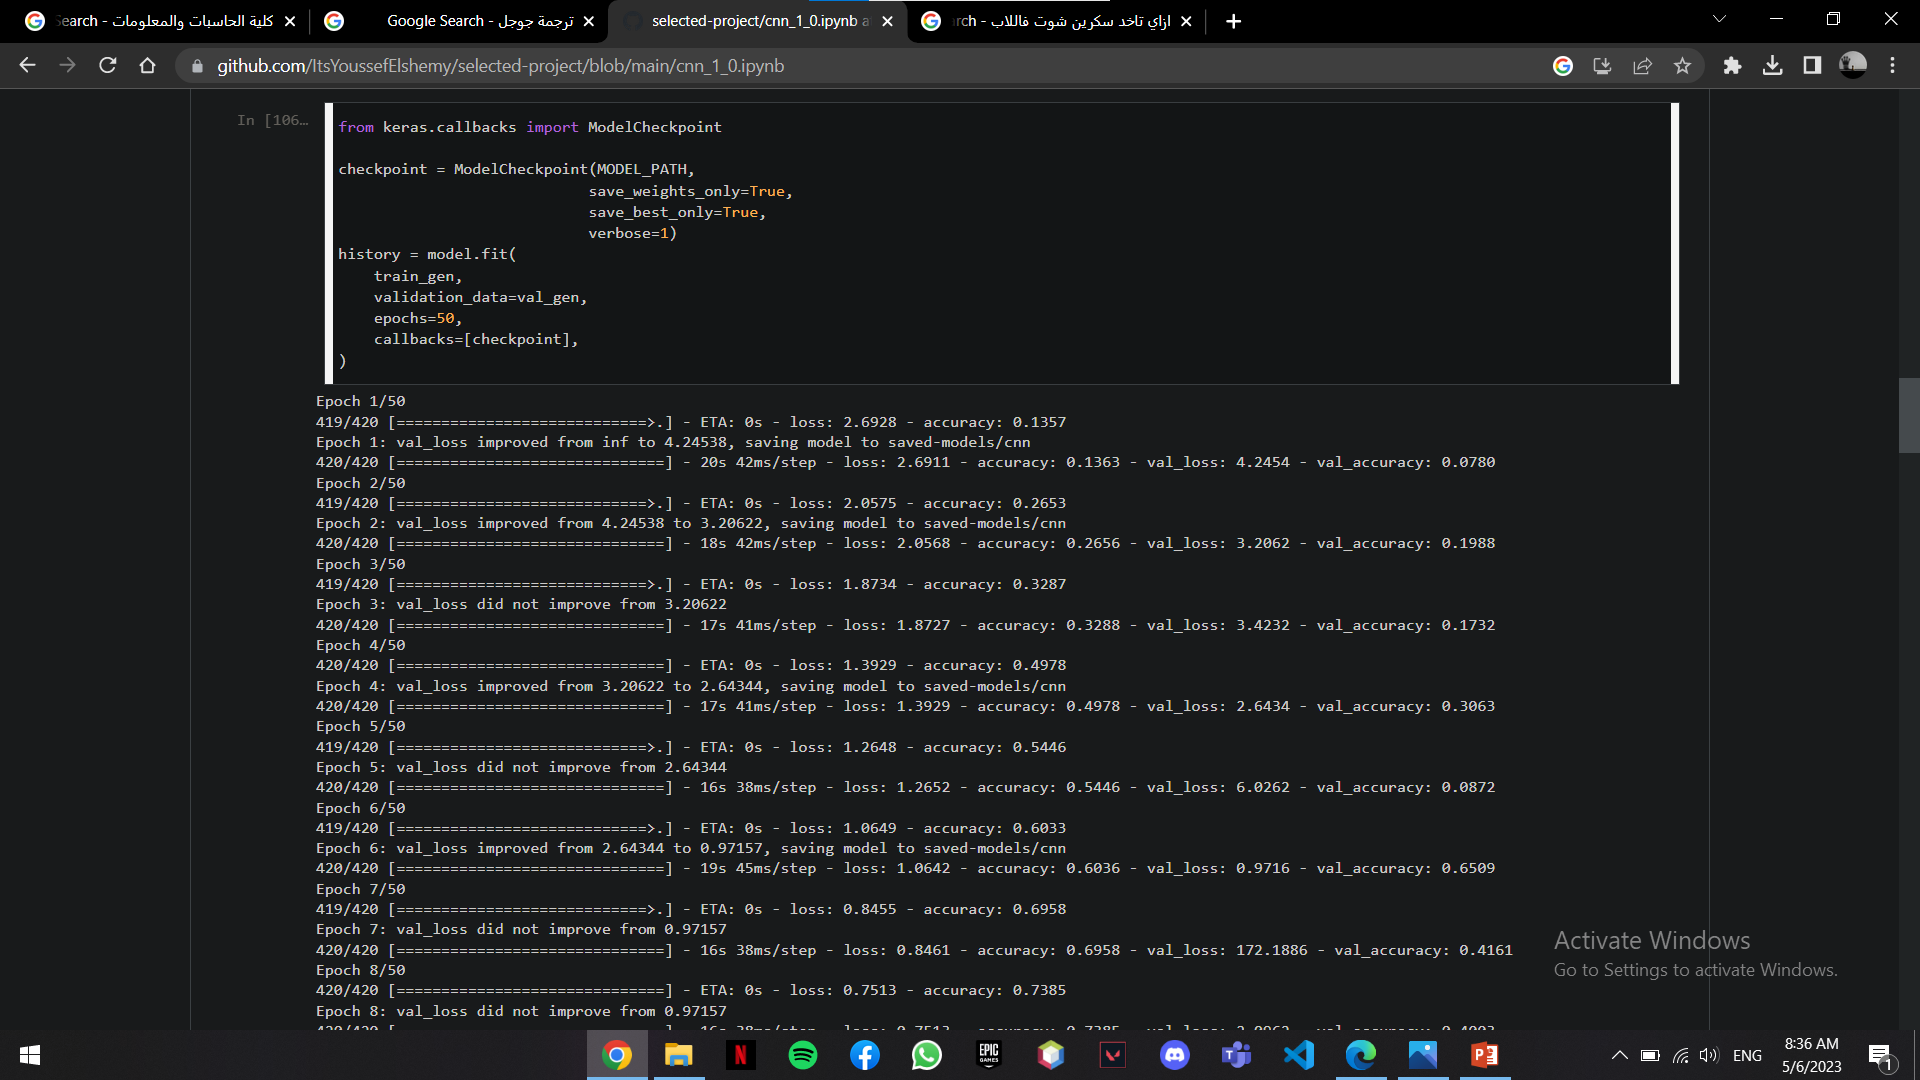 كلية الحاسبات والمعلومات - Search
ترجمة جوجل - Google Search
selected-project/cnn_1_0.ipynb a
ازاي تاخد سكرين شوت فاللاب - rch
github.com/ItsYoussefElshemy/selected-project/blob/main/cnn_1_0.ipynb
In [106…
from keras.callbacks import ModelCheckpoint
checkpoint = ModelCheckpoint(MODEL_PATH,
save_weights_only=True,
save_best_only=True,
verbose=1)
history = model.fit(
train_gen,
validation_data=val_gen,
epochs=50,
callbacks=[checkpoint],
)
Epoch 1/50
419/420 [============================>.] - ETA: 0s - loss: 2.6928 - accuracy: 0.1357
Epoch 1: val_loss improved from inf to 4.24538, saving model to saved-models/cnn
420/420 [==============================] - 20s 42ms/step - loss: 2.6911 - accuracy: 0.1363 - val_loss: 4.2454 - val_accuracy: 0.0780
Epoch 2/50
419/420 [============================>.] - ETA: 0s - loss: 2.0575 - accuracy: 0.2653
Epoch 2: val_loss improved from 4.24538 to 3.20622, saving model to saved-models/cnn
420/420 [==============================] - 18s 42ms/step - loss: 2.0568 - accuracy: 0.2656 - val_loss: 3.2062 - val_accuracy: 0.1988
Epoch 3/50
419/420 [============================>.] - ETA: 0s - loss: 1.8734 - accuracy: 0.3287
Epoch 3: val_loss did not improve from 3.20622
420/420 [==============================] - 17s 41ms/step - loss: 1.8727 - accuracy: 0.3288 - val_loss: 3.4232 - val_accuracy: 0.1732
Epoch 4/50
420/420 [==============================] - ETA: 0s - loss: 1.3929 - accuracy: 0.4978
Epoch 4: val_loss improved from 3.20622 to 2.64344, saving model to saved-models/cnn
420/420 [==============================] - 17s 41ms/step - loss: 1.3929 - accuracy: 0.4978 - val_loss: 2.6434 - val_accuracy: 0.3063
Epoch 5/50
419/420 [============================>.] - ETA: 0s - loss: 1.2648 - accuracy: 0.5446
Epoch 5: val_loss did not improve from 2.64344
420/420 [==============================] - 16s 38ms/step - loss: 1.2652 - accuracy: 0.5446 - val_loss: 6.0262 - val_accuracy: 0.0872
Epoch 6/50
419/420 [============================>.] - ETA: 0s - loss: 1.0649 - accuracy: 0.6033
Epoch 6: val_loss improved from 2.64344 to 0.97157, saving model to saved-models/cnn
420/420 [==============================] - 19s 45ms/step - loss: 1.0642 - accuracy: 0.6036 - val_loss: 0.9716 - val_accuracy: 0.6509
Epoch 7/50
419/420 [============================>.] - ETA: 0s - loss: 0.8455 - accuracy: 0.6958
Epoch 7: val_loss did not improve from 0.97157
420/420 [==============================] - 16s 38ms/step - loss: 0.8461 - accuracy: 0.6958 - val_loss: 172.1886 - val_accuracy: 0.4161
Epoch 8/50
420/420 [==============================] - ETA: 0s - loss: 0.7513 - accuracy: 0.7385
Epoch 8: val_loss did not improve from 0.97157
Activate Windows
Go to Settings to activate Windows.
EPIC GAMES
ENG
8:36 AM
5/6/2023
1